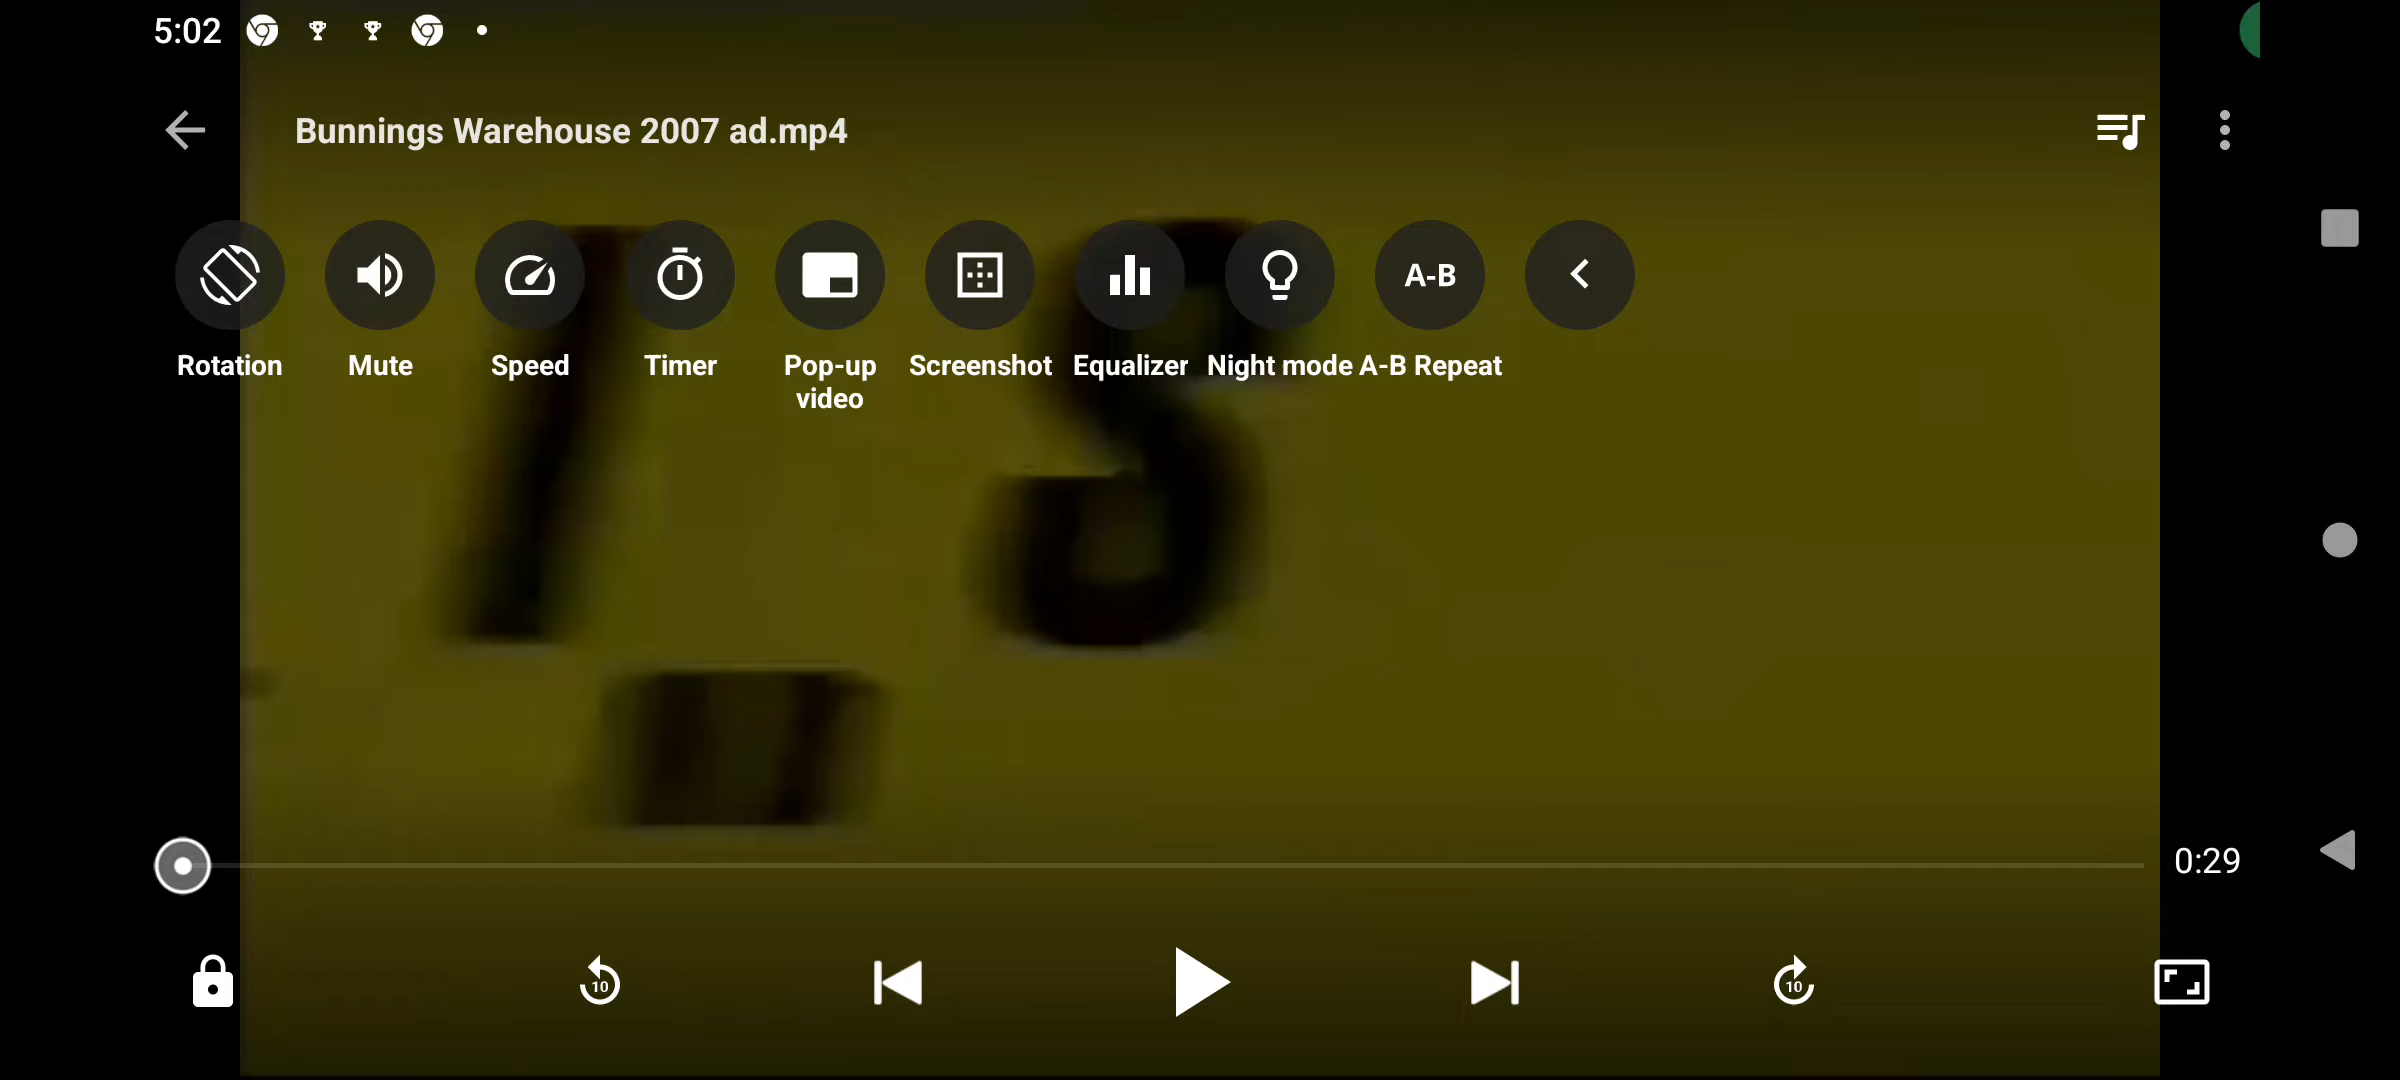 5:02
Bunnings Warehouse 2007 ad.mp4
A-B
Rotation Mute Speed Timer Pop-up video Screenshot Equalizer Night mode A-B Repeat
0:29
10 10